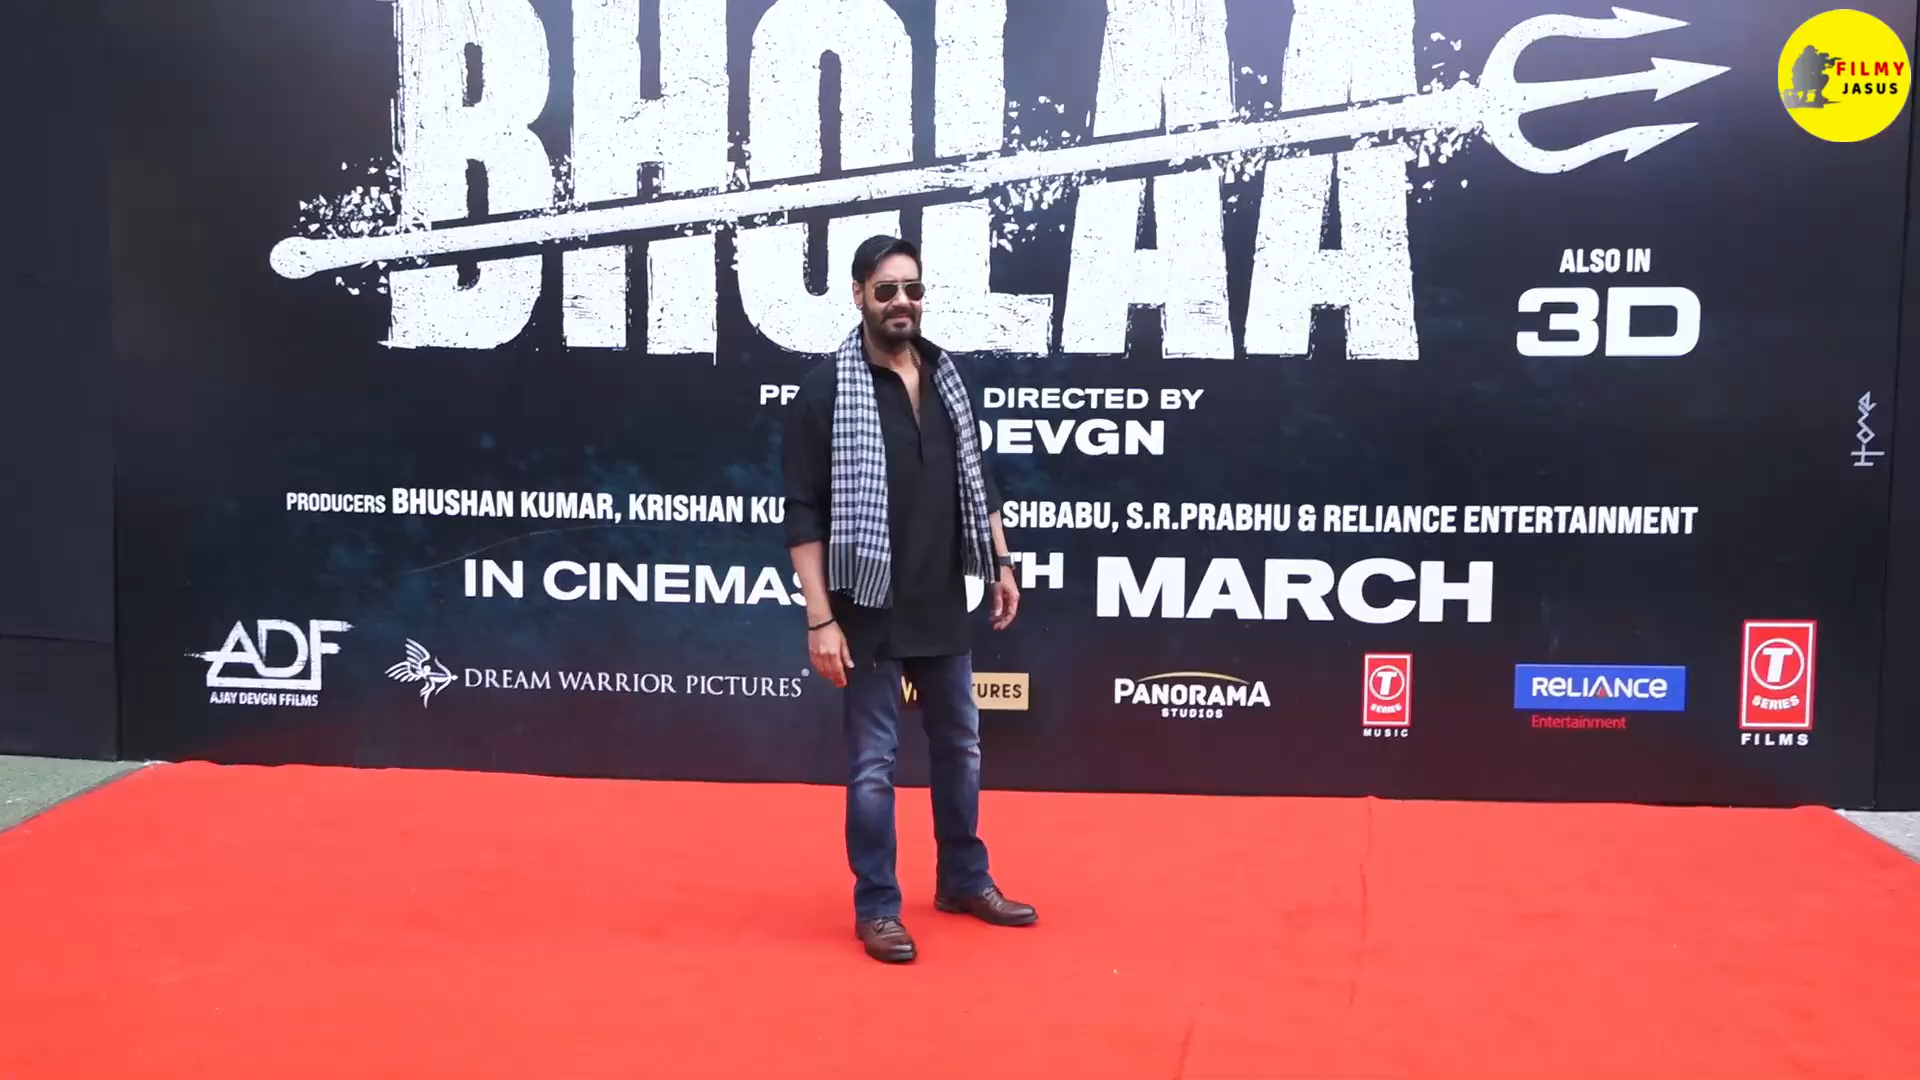 FILMY
JASUS
BHOLAA
ALSO IN
3D
DIRECTED BY
DEVGN
PRODUCERS BHUSHAN KUMAR, KRISHAN KU SHBABU, S.R.PRABHU & RELIANCE ENTERTAINMENT
IN CINEMAS TH MARCH
Home
ADF
AJAY DEVGN FFILMS
DREAM WARRIOR PICTURES®
TURES
PANORAMA
STUDIOS
T
SERIES
MUSIC
RELIANCE
Entertainment
T
SERIES
FILMS